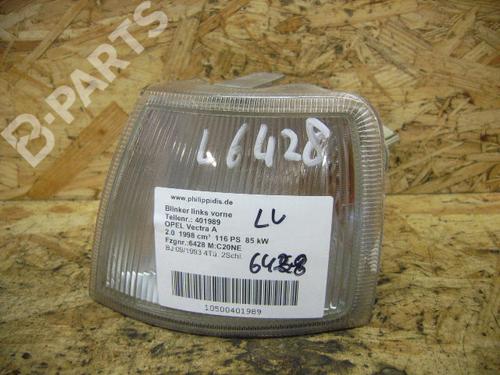 B-PARTS
L 6428
www.philippidis.de
Blinker links vorne
Teilenr.: 401989
OPEL Vectra A
2.0 1998 cm³ 116 PS 85 kW
Fzgnr.:6428 M:C20NE
BJ 09/1993 4Tü. 2Schl.
LV
6428
10500401989